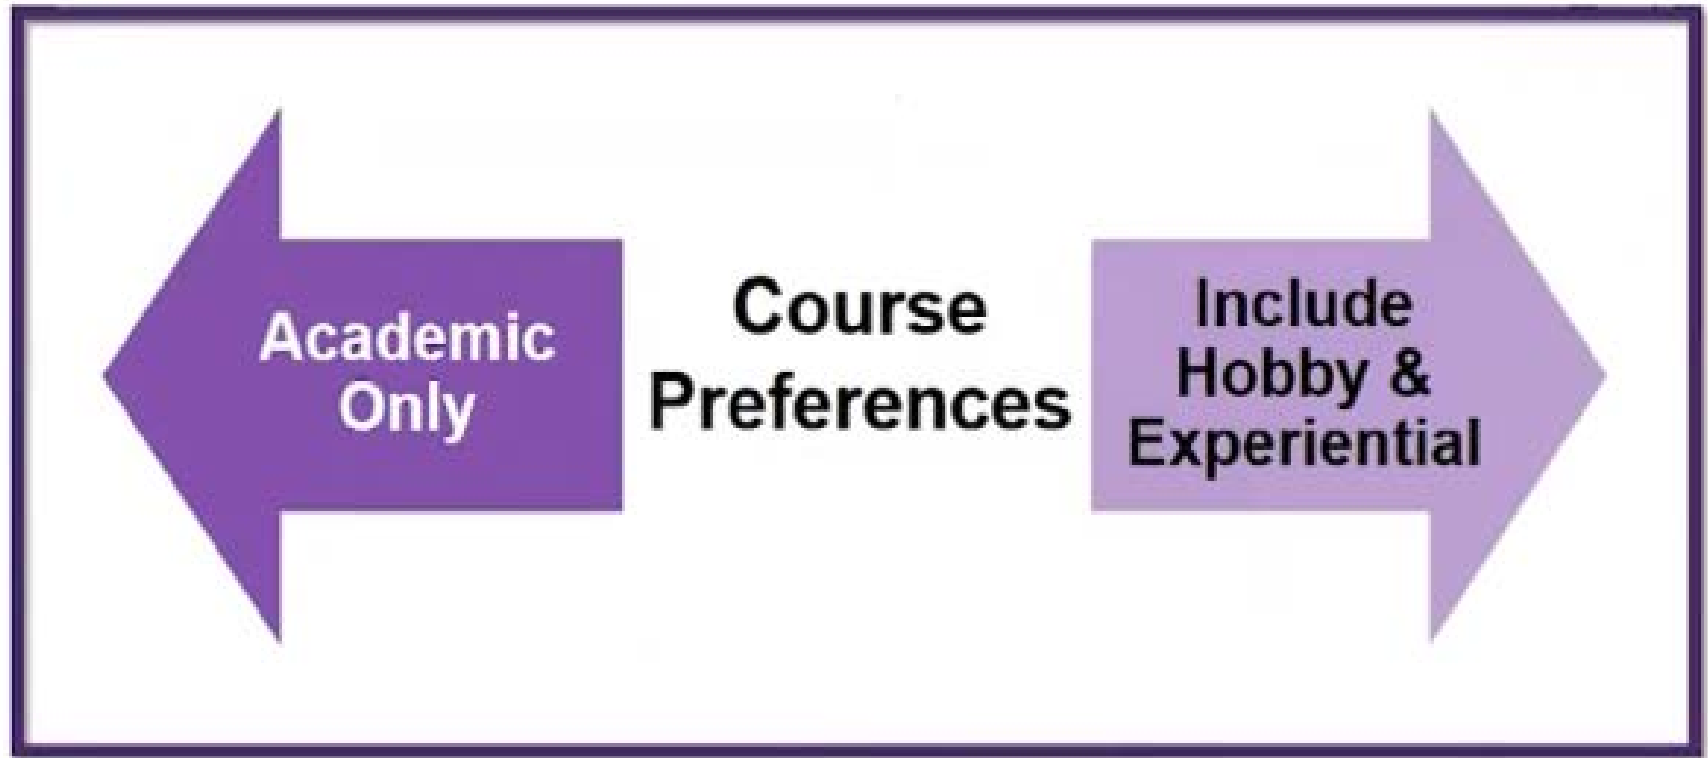 Academic
Only
Course
Preferences
Include
Hobby &
Experiential